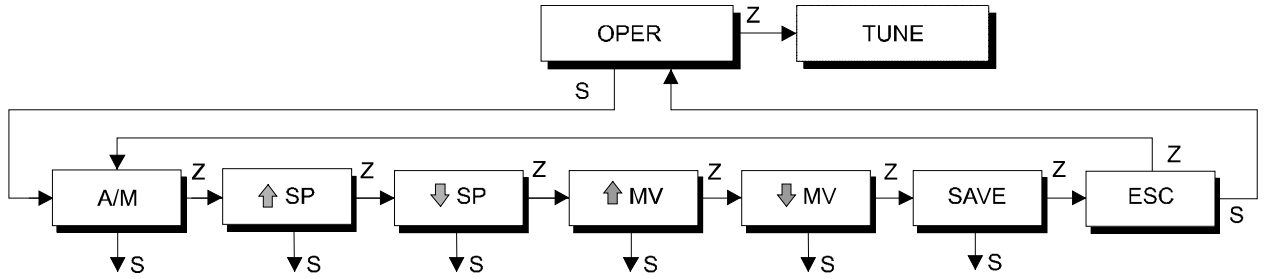 OPER Z TUNE
S
Z
A/M Z SP Z SP Z MV Z MV Z SAVE Z ESC S
S S S S S S